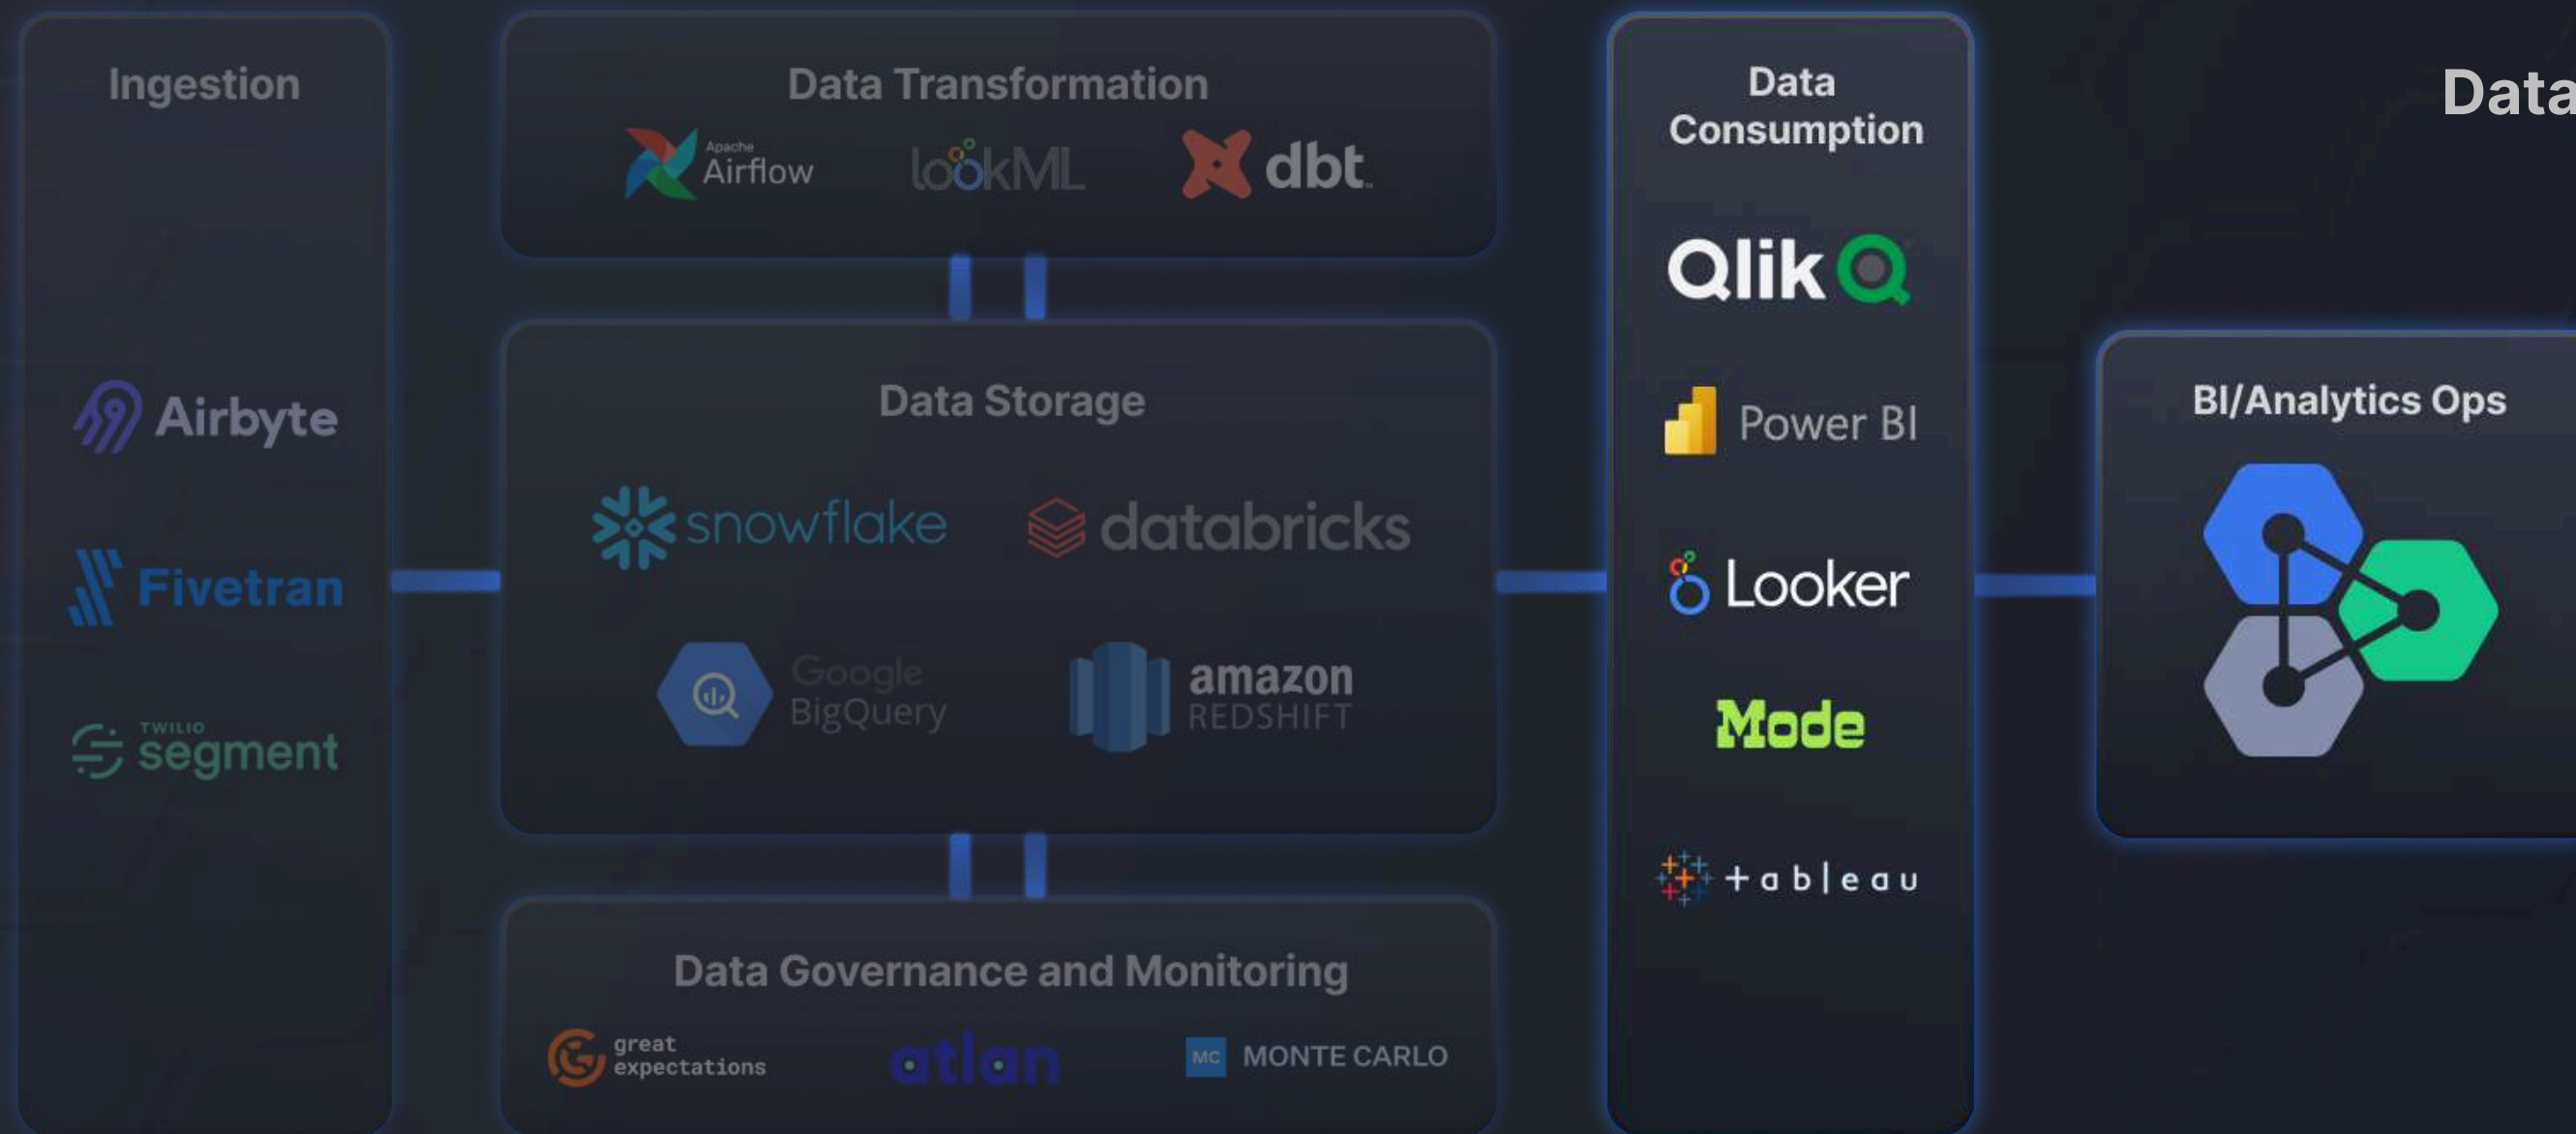 Ingestion
Airbyte
Fivetran
TWILIO
segment
Data Transformation
Apache
Airflow
lookML
dbt
Data Storage
snowflake
databricks
Google
BigQuery
amazon
REDSHIFT
Data Governance and Monitoring
great
expectations
atlan
MC MONTE CARLO
Data
Consumption
Qlik
Power BI
Looker
Mode
+ableau
Data
BI/Analytics Ops